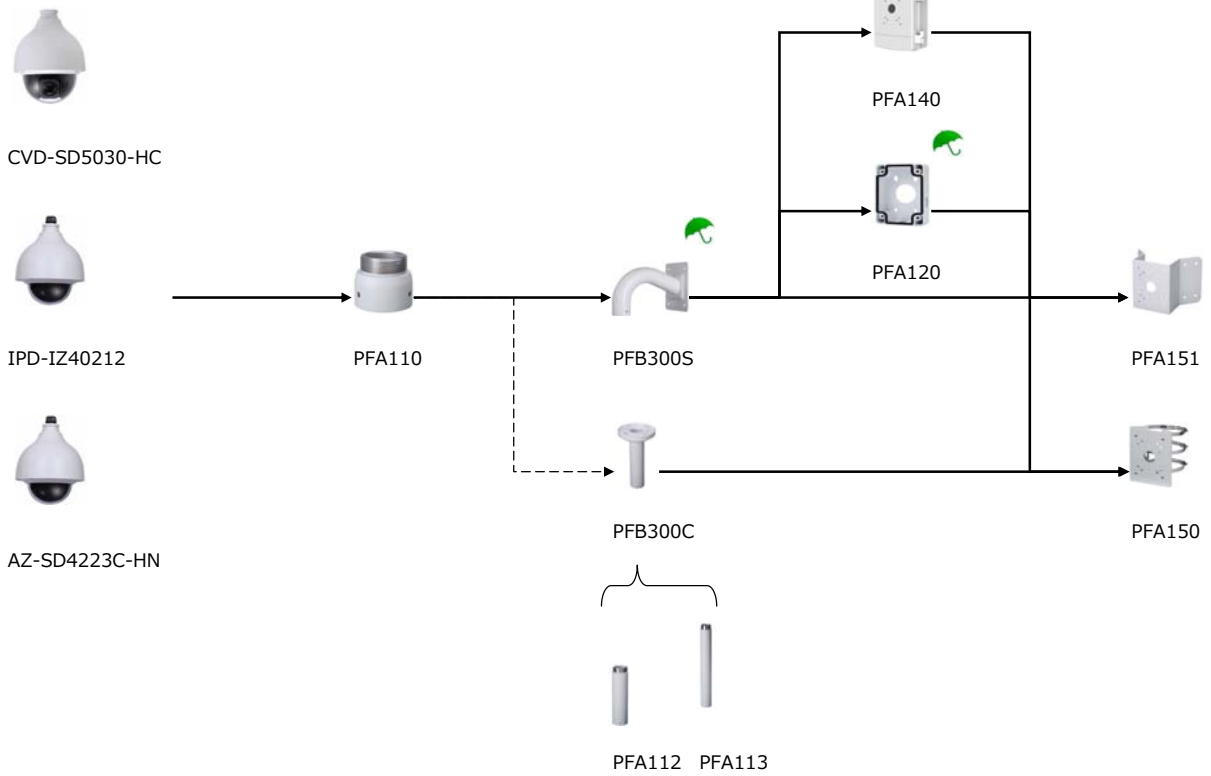 PFA140
CVD-SD5030-HC
PFA120
IPD-IZ40212
PFA110
PFB300S
PFA151
PFB300C
PFA150
AZ-SD4223C-HN
PFA112
PFA113